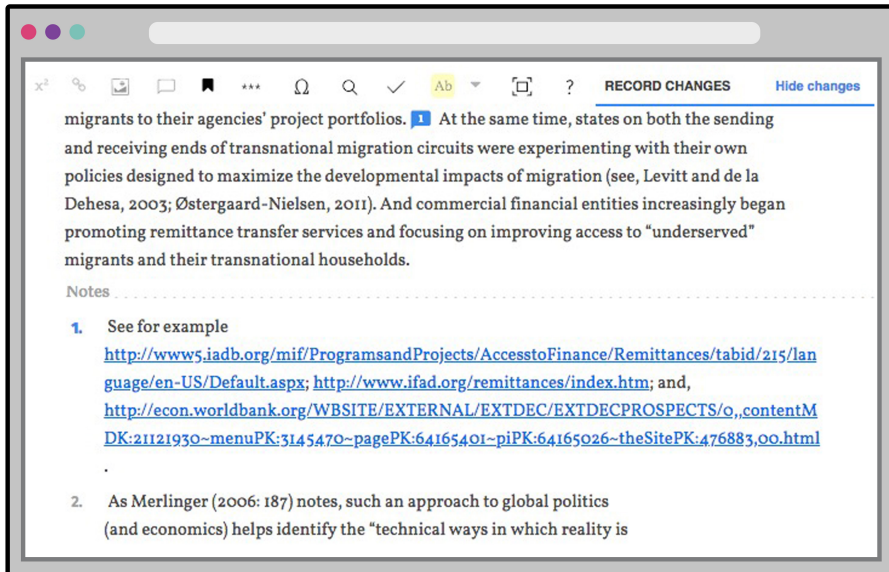 x² *** Ω Ab ? RECORD CHANGES Hide changes
migrants to their agencies' project portfolios. 1 At the same time, states on both the sending
and receiving ends of transnational migration circuits were experimenting with their own
policies designed to maximize the developmental impacts of migration (see, Levitt and de la
Dehesa, 2003; Østergaard-Nielsen, 2011). And commercial financial entities increasingly began
promoting remittance transfer services and focusing on improving access to “underserved”
migrants and their transnational households.
Notes
1. See for example
http://www5.iadb.org/mif/ProgramsandProjects/AccesstoFinance/Remittances/tabid/215/lan
guage/en-US/Default.aspx; http://www.ifad.org/remittances/index.htm; and,
http://econ.worldbank.org/WBSITE/EXTERNAL/EXTDEC/EXTDECPROSPECTS/0,,contentM
DK:21121930~menuPK:3145470~pagePK:64165401~piPK:64165026~theSitePK:476883,00.html
.
2. As Merlinger (2006: 187) notes, such an approach to global politics
(and economics) helps identify the “technical ways in which reality is